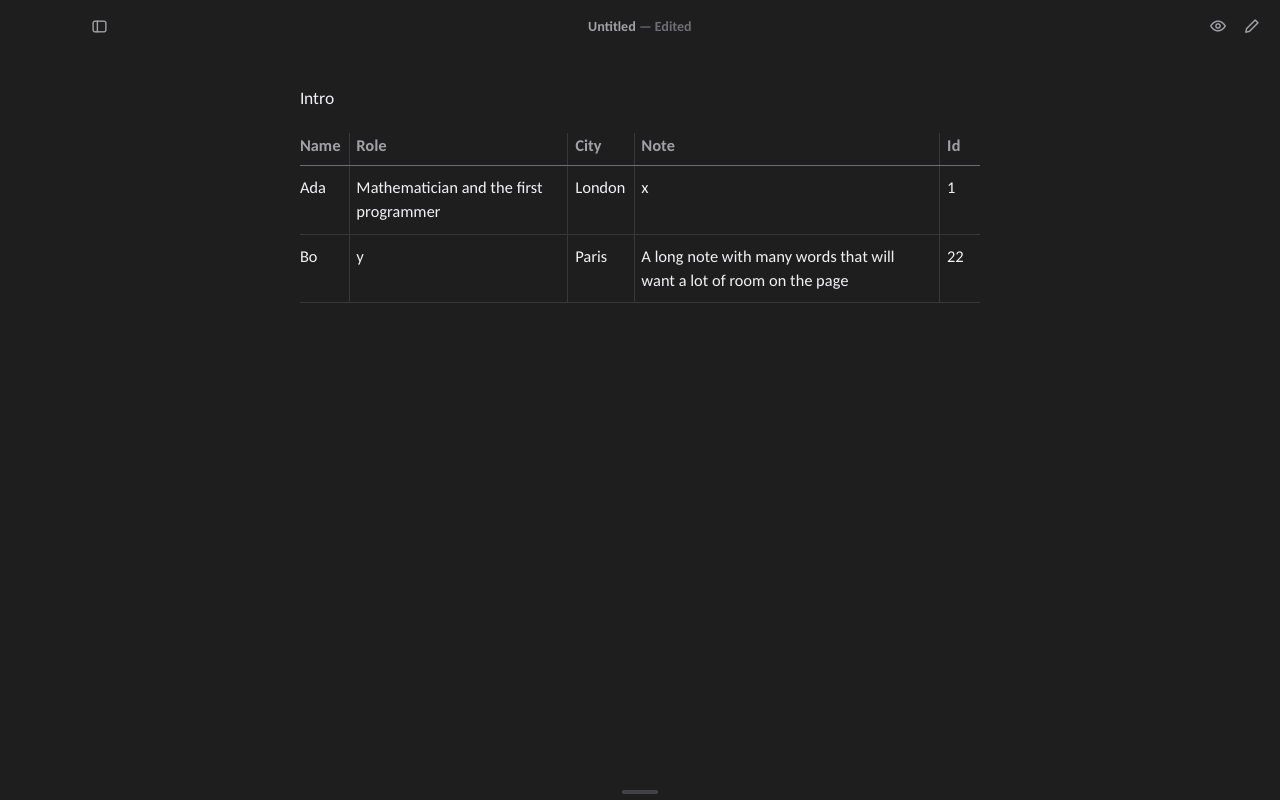 Untitled — Edited
Intro
Name Role City Note Id
Ada Mathematician and the first London x 1
programmer
Bo y Paris A long note with many words that will 22
want a lot of room on the page